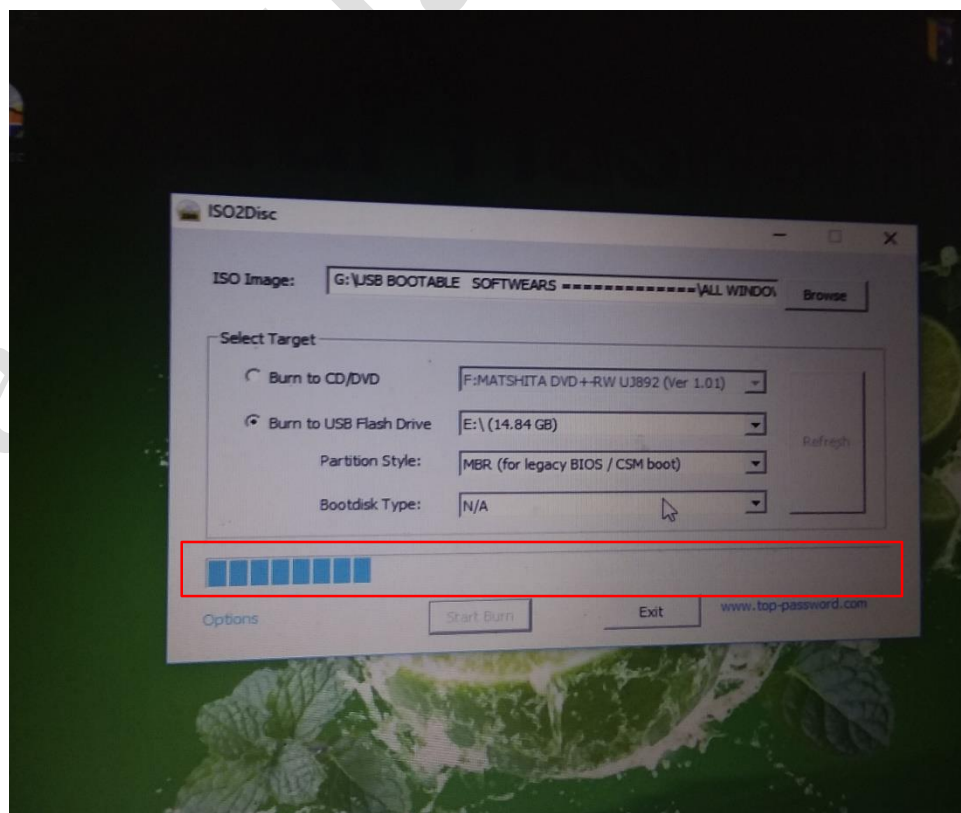 ISO2Disc
ISO Image:
G:\USB BOOTABLE SOFTWEARS =============\ALL WINDOW
Browse
Select Target
Burn to CD/DVD
F:MATSHITA DVD+-RW UJ892 (Ver 1.01)
Burn to USB Flash Drive
E:\ (14.84 GB)
Refresh
Partition Style:
MBR (for legacy BIOS / CSM boot)
Bootdisk Type:
N/A
Options
Start Burn
Exit
www.top-password.com